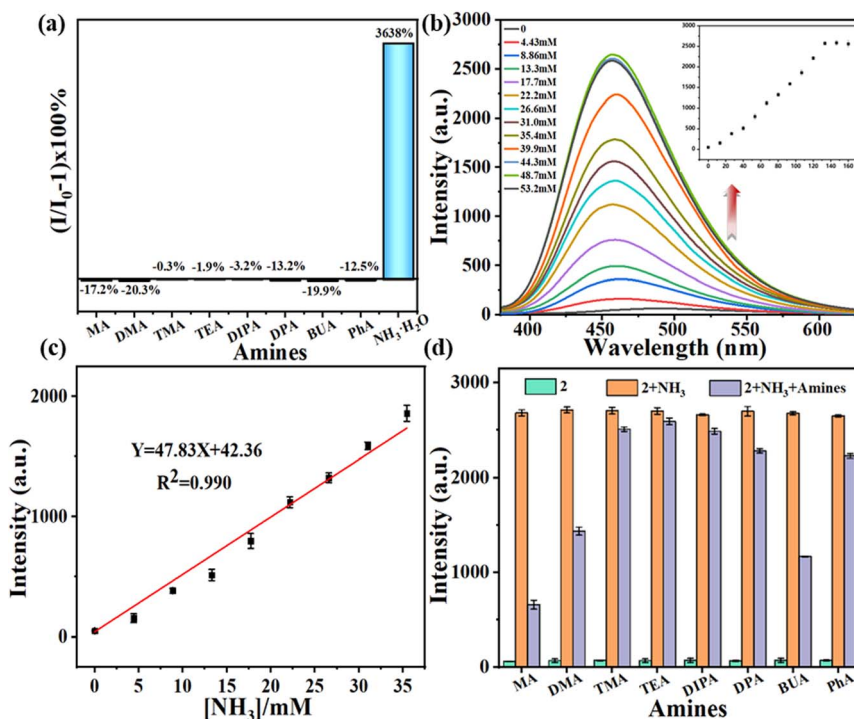 (a)
3638%
(I/I0-1)x100%
-17.2%
-20.3%
-0.3%
-1.9%
-3.2%
-13.2%
-19.9%
-12.5%
MA
DMA
TMA
TEA
DIPA
DPA
BUA
PhA
NH3·H2O
Amines
(b)
0
4.43mM
8.86mM
13.3mM
17.7mM
22.2mM
26.6mM
31.0mM
35.4mM
39.9mM
44.3mM
48.7mM
53.2mM
3000
2500
2000
1500
1000
500
0
Intensity (a.u.)
400
450
500
550
600
Wavelength (nm)
3000
2500
2000
1500
1000
500
0
0
20
40
60
80
100
120
140
160
(c)
2000
1000
0
Intensity (a.u.)
Y=47.83X+42.36
R2=0.990
0
5
10
15
20
25
30
35
[NH3]/mM
(d)
2
2+NH3
2+NH3+Amines
3000
2000
1000
0
Intensity (a.u.)
MA
DMA
TMA
TEA
DIPA
DPA
BUA
PhA
Amines